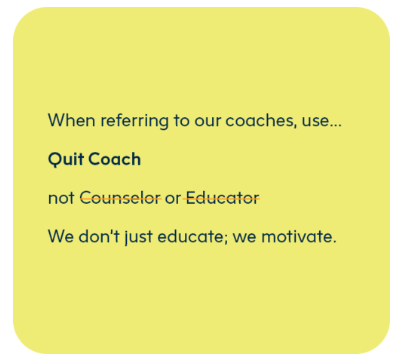 When referring to our coaches, use...
Quit Coach
not Counselor or Educator
We don't just educate; we motivate.